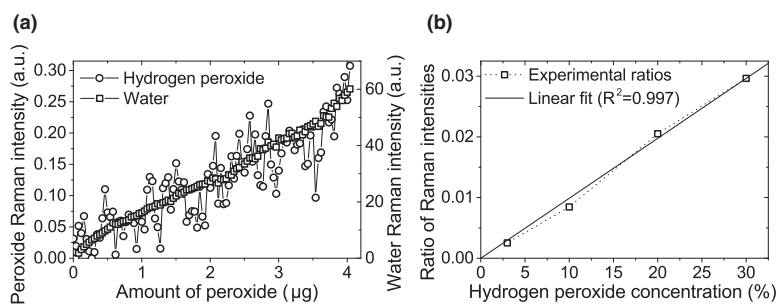 (a)
Peroxide Raman intensity (a.u.)
0.30
0.25
0.20
0.15
0.10
0.05
0.00
Hydrogen peroxide
Water
60
40
20
0
Water Raman intensity (a.u.)
0 1 2 3 4
Amount of peroxide (μg)
(b)
Ratio of Raman intensities
0.03
0.02
0.01
0.00
Experimental ratios
Linear fit (R²=0.997)
0 5 10 15 20 25 30
Hydrogen peroxide concentration (%)